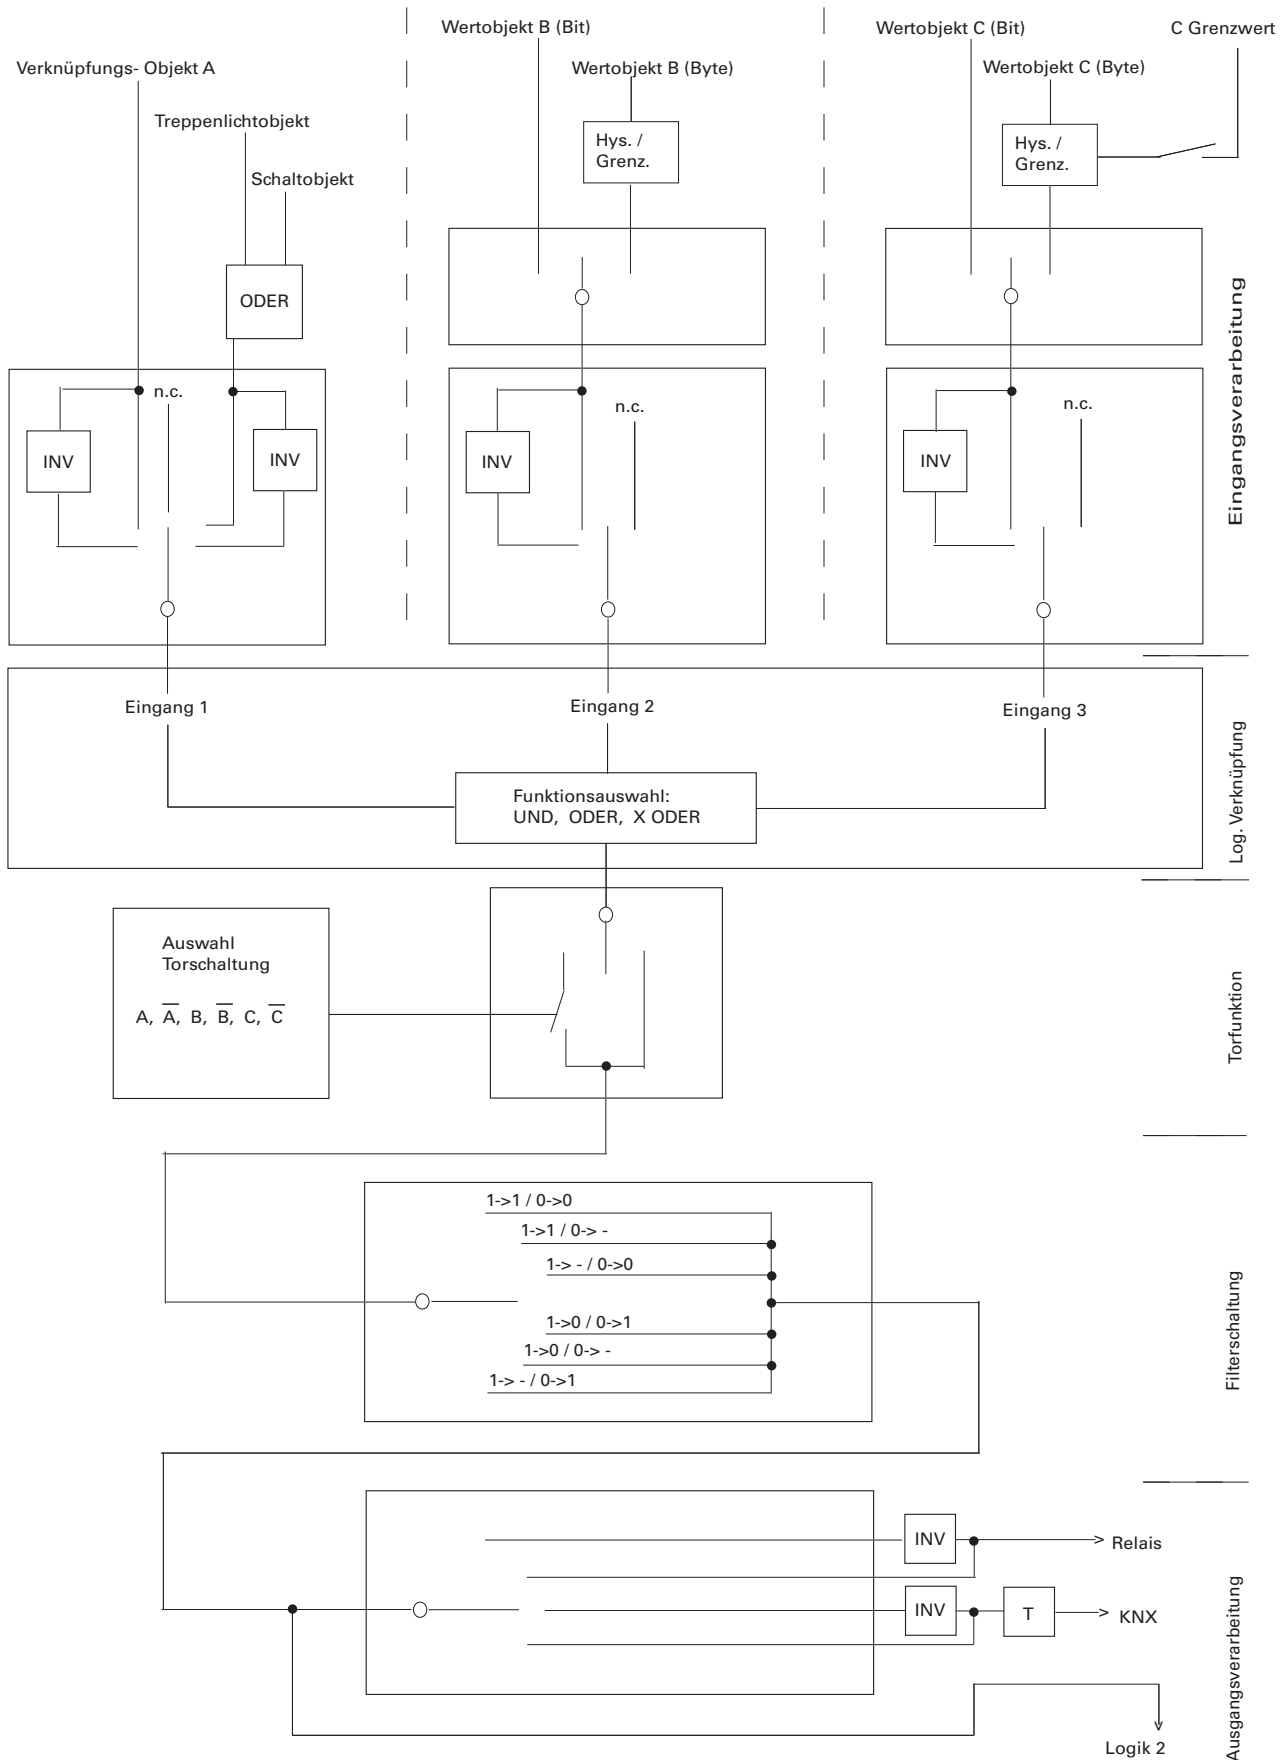 Wertobjekt B (Bit)
Wertobjekt C (Bit)
C Grenzwert
Verknüpfungs- Objekt A
Wertobjekt B (Byte)
Wertobjekt C (Byte)
Treppenlichtobjekt
Hys. /
Grenz.
Hys. /
Grenz.
Schaltobjekt
ODER
Eingangsverarbeitung
n.c.
n.c.
n.c.
INV
INV
INV
INV
Eingang 1
Eingang 2
Eingang 3
Funktionsauswahl:
UND, ODER, X ODER
Log. Verknüpfung
Auswahl
Torschaltung
A, A̅, B, B̅, C, C̅
Torfunktion
1->1 / 0->0
1->1 / 0-> -
1-> - / 0->0
1->0 / 0->1
1->0 / 0-> -
1-> - / 0->1
Filterschaltung
INV
Relais
INV
T
KNX
Ausgangsverarbeitung
Logik 2